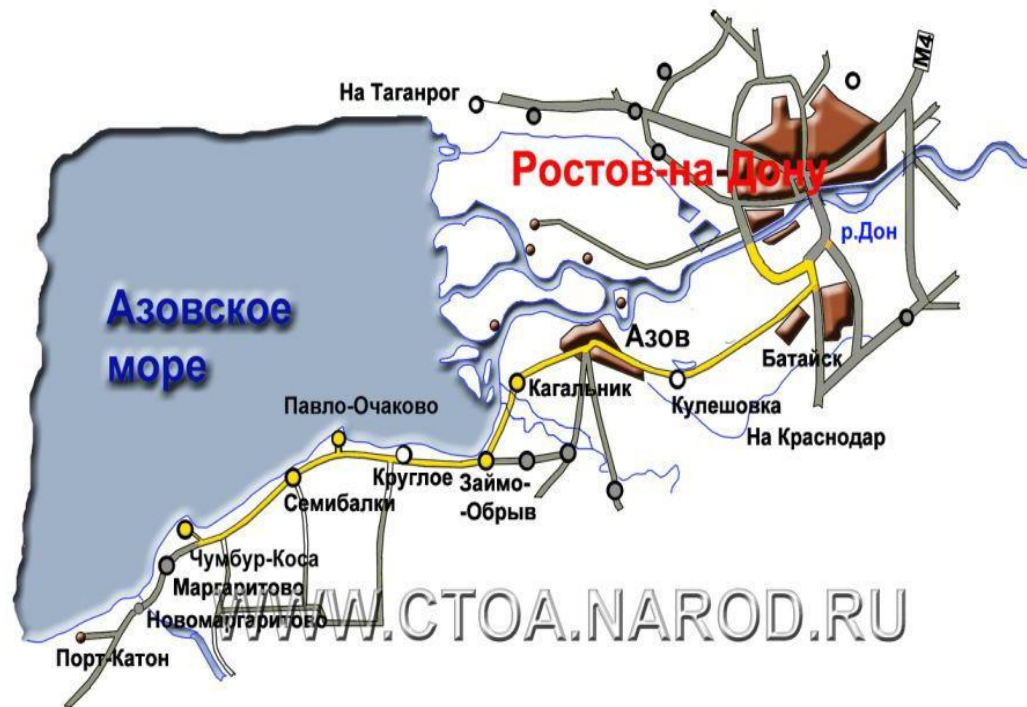 М4
На Таганрог
Ростов-на-Дону
р.Дон
Азовское
море
Азов
Батайск
Кагальник
Кулешовка
Павло-Очаково
На Краснодар
Круглое
Займо-
-Обрыв
Семибалки
Чумбур-Коса
Маргаритово
WWW.CTOA.NAROD.RU
Новомаргаритово
Порт-Катон